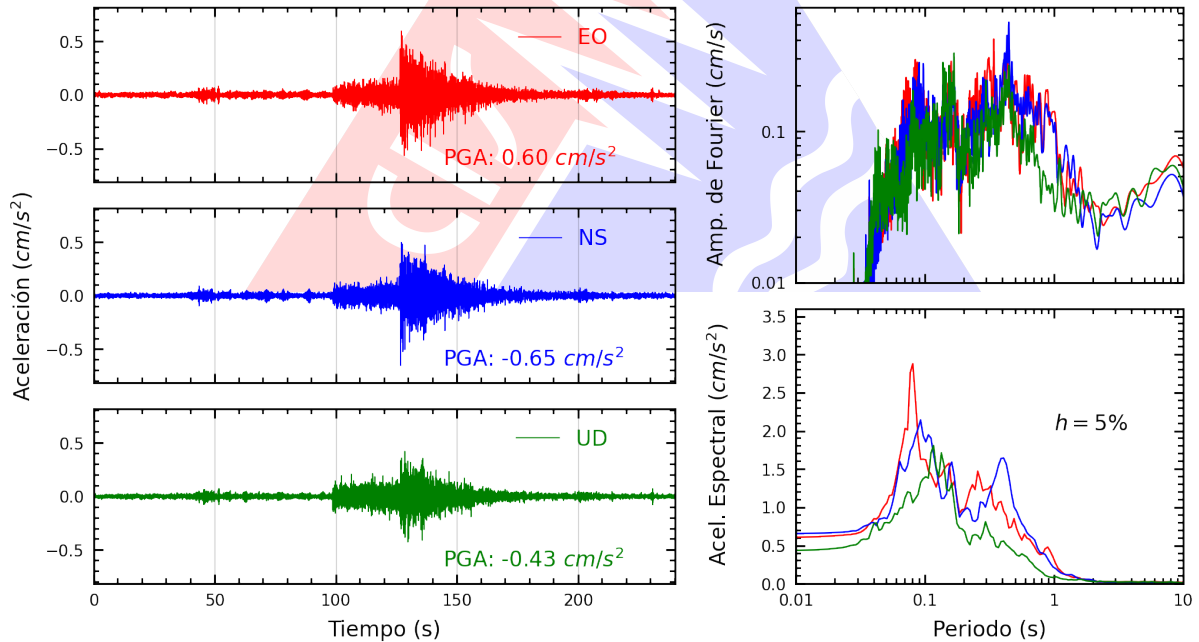 Aceleración (cm/s²)
0.5
0.0
−0.5
EO
PGA: 0.60 cm/s²
0.5
0.0
−0.5
NS
PGA: -0.65 cm/s²
0.5
0.0
−0.5
UD
PGA: -0.43 cm/s²
0 50 100 150 200
Tiempo (s)
Amp. de Fourier (cm/s)
0.1
0.01
Acel. Espectral (cm/s²)
3.5
3.0
2.5
2.0
1.5
1.0
0.5
0.0
h = 5%
0.01 0.1 1 10
Periodo (s)